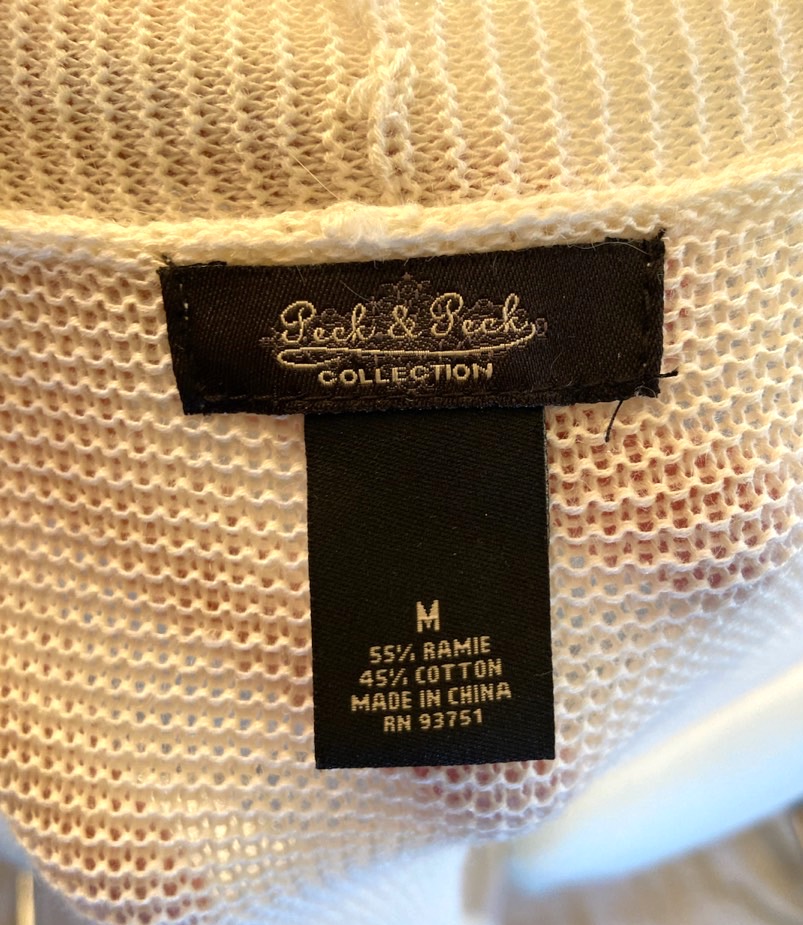 Peck & Peck®
COLLECTION
M
55% RAMIE
45% COTTON
MADE IN CHINA
RN 93751